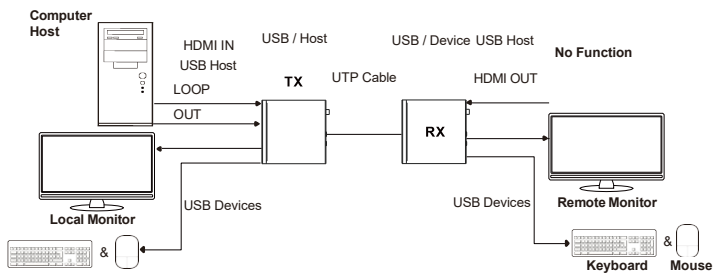 Computer
Host
HDMI IN
USB Host
LOOP
OUT
USB / Host
TX
UTP Cable
USB / Device USB Host
RX
HDMI OUT
No Function
Local Monitor
USB Devices
&
USB Devices
Remote Monitor
&
Keyboard Mouse